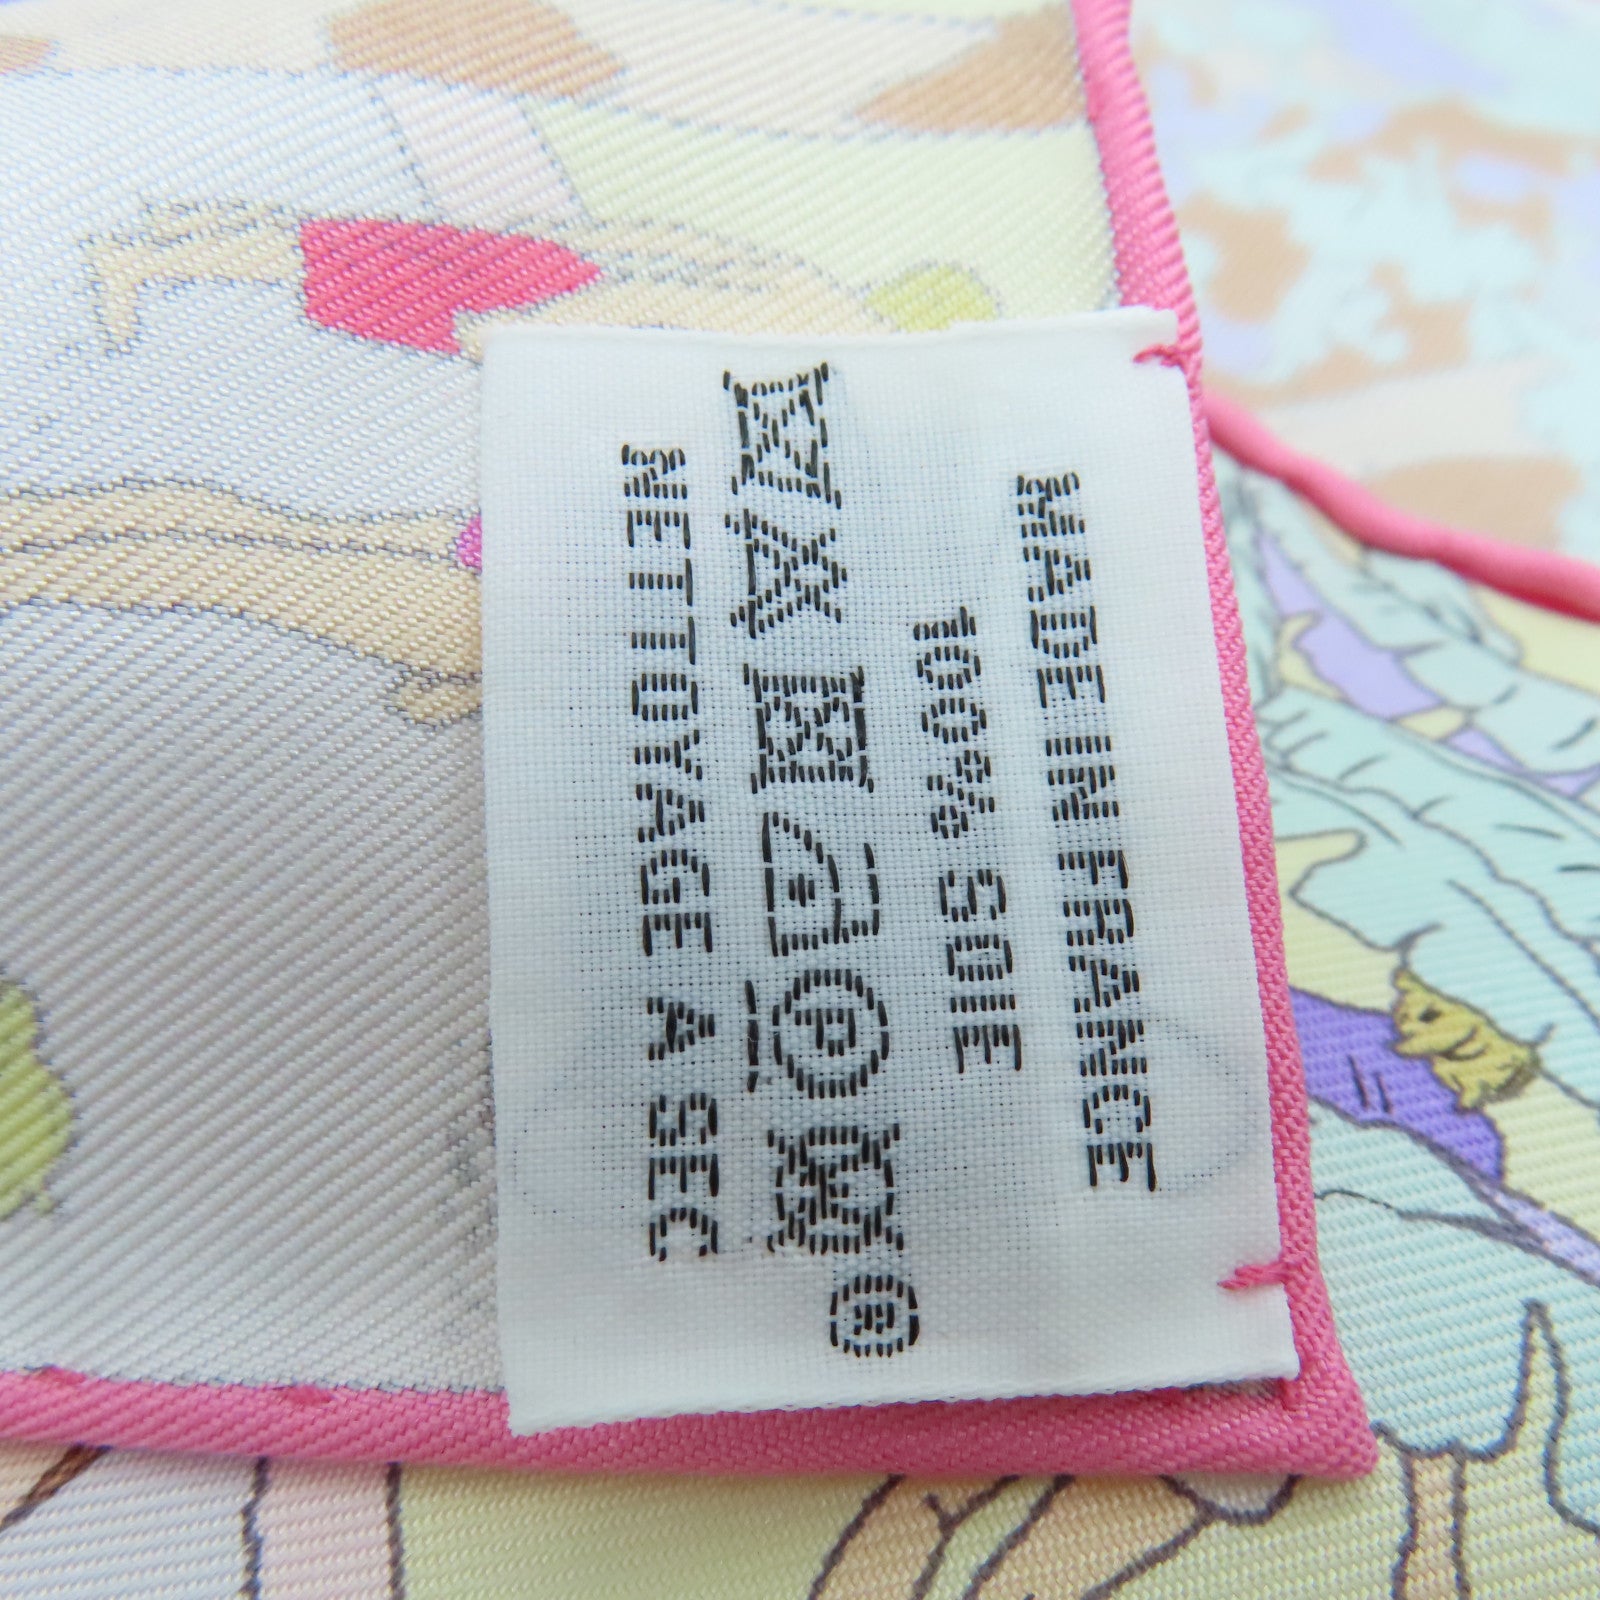 MADE IN FRANCE
100% SOIE
P
NETTOYAGE A SEC